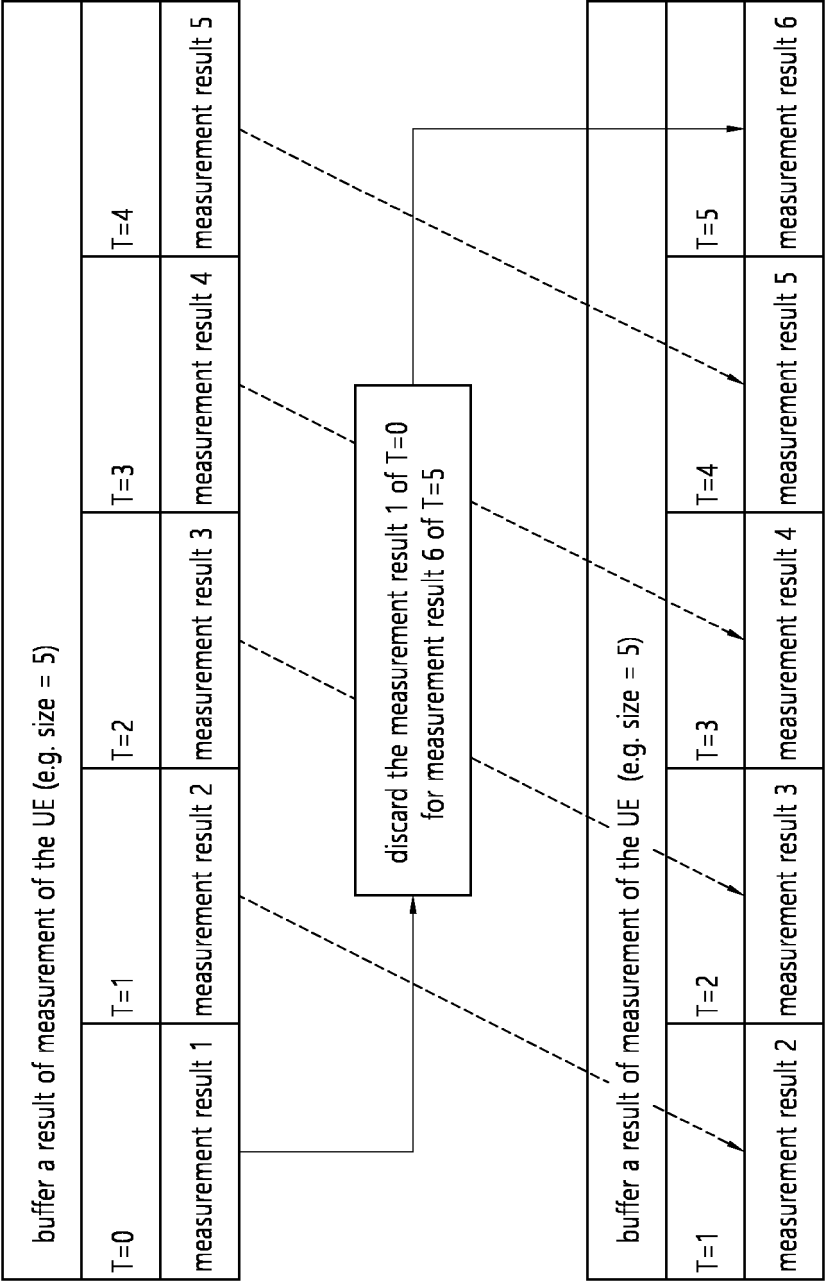 buffer a result of measurement of the UE (e.g. size = 5)
T=0 T=1 T=2 T=3 T=4
measurement result 1 measurement result 2 measurement result 3 measurement result 4 measurement result 5
discard the measurement result 1 of T=0
for measurement result 6 of T=5
buffer a result of measurement of the UE (e.g. size = 5)
T=1 T=2 T=3 T=4 T=5
measurement result 2 measurement result 3 measurement result 4 measurement result 5 measurement result 6